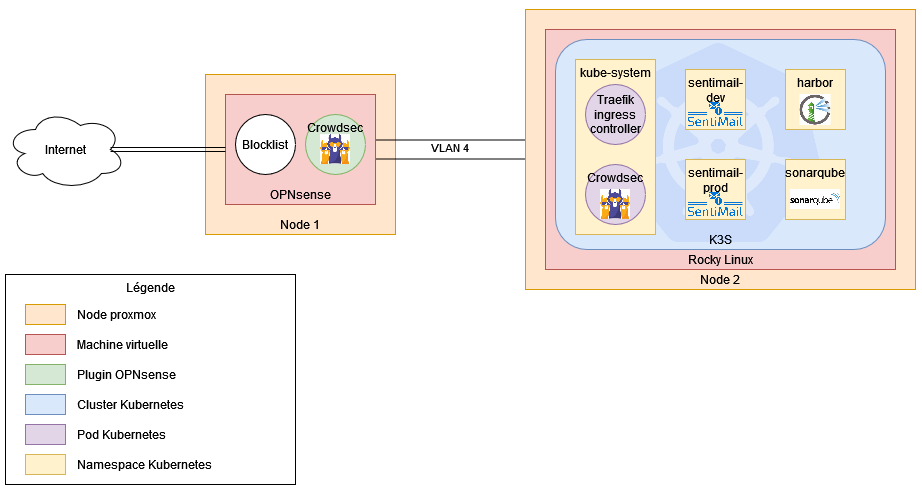 Internet
Blocklist
Crowdsec
OPNsense
Node 1
VLAN 4
kube-system
Traefik
ingress
controller
Crowdsec
sentimail-
dev
SentiMail
harbor
sentimail-
prod
SentiMail
sonarqube
sonarqube
K3S
Rocky Linux
Node 2
Légende
Node proxmox
Machine virtuelle
Plugin OPNsense
Cluster Kubernetes
Pod Kubernetes
Namespace Kubernetes